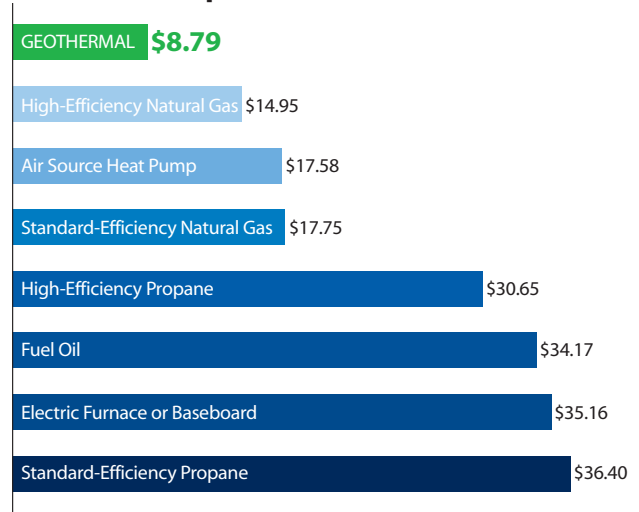 GEOTHERMAL $8.79
High-Efficiency Natural Gas $14.95
Air Source Heat Pump $17.58
Standard-Efficiency Natural Gas $17.75
High-Efficiency Propane $30.65
Fuel Oil $34.17
Electric Furnace or Baseboard $35.16
Standard-Efficiency Propane $36.40